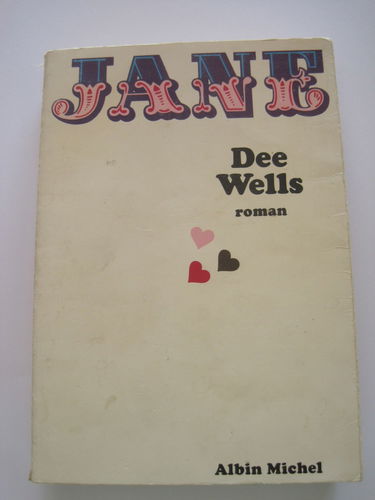 JANE
Dee
Wells
roman
Albin Michel